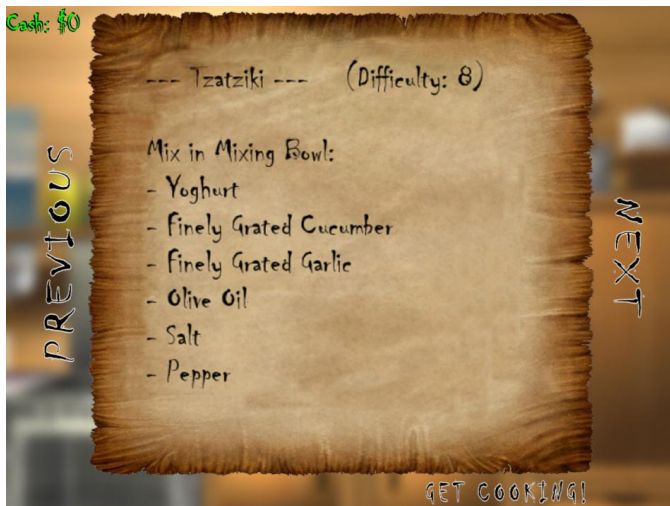 Cash: $0
--- Tzatziki --- (Difficulty: 8)
Mix in Mixing Bowl:
- Yoghurt
- Finely Grated Cucumber
- Finely Grated Garlic
- Olive Oil
- Salt
- Pepper
PREVIOUS
NEXT
GET COOKING!